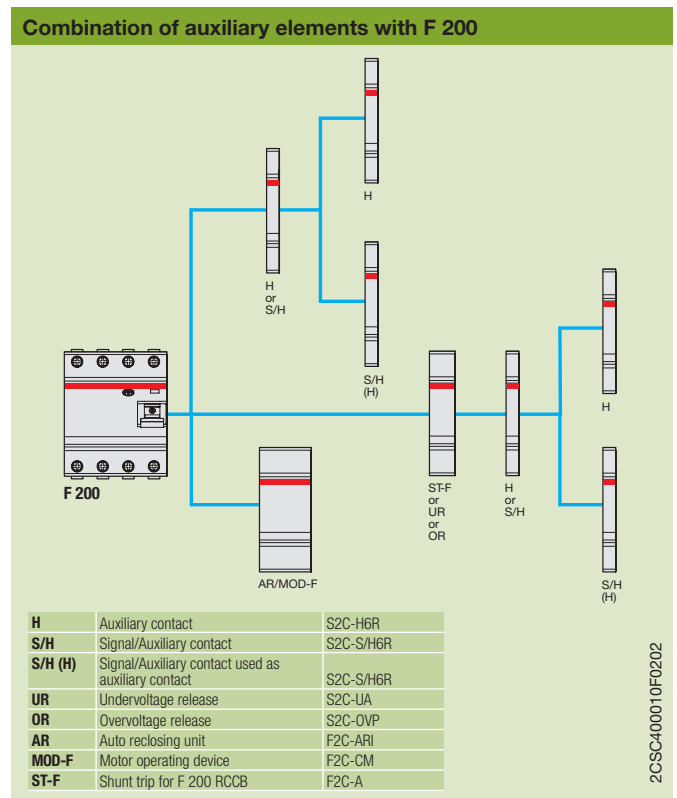 Combination of auxiliary elements with F 200
H
H
or
S/H
S/H
(H)
F 200
AR/MOD-F
ST-F
or
UR
or
OR
H
or
S/H
H
S/H
(H)
H Auxiliary contact S2C-H6R
S/H Signal/Auxiliary contact S2C-S/H6R
S/H (H) Signal/Auxiliary contact used as
auxiliary contact S2C-S/H6R
UR Undervoltage release S2C-UA
OR Overvoltage release S2C-OVP
AR Auto reclosing unit F2C-ARI
MOD-F Motor operating device F2C-CM
ST-F Shunt trip for F 200 RCCB F2C-A
2CSC400010F0202